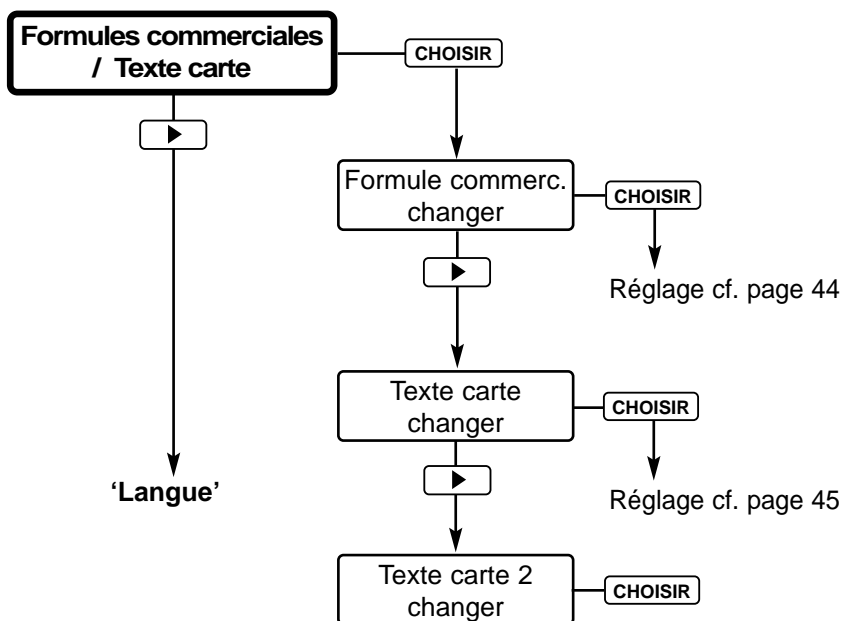 Formules commerciales
/ Texte carte
CHOISIR
Formule commerc.
changer
CHOISIR
Réglage cf. page 44
Texte carte
changer
CHOISIR
‘Langue’
Réglage cf. page 45
Texte carte 2
changer
CHOISIR